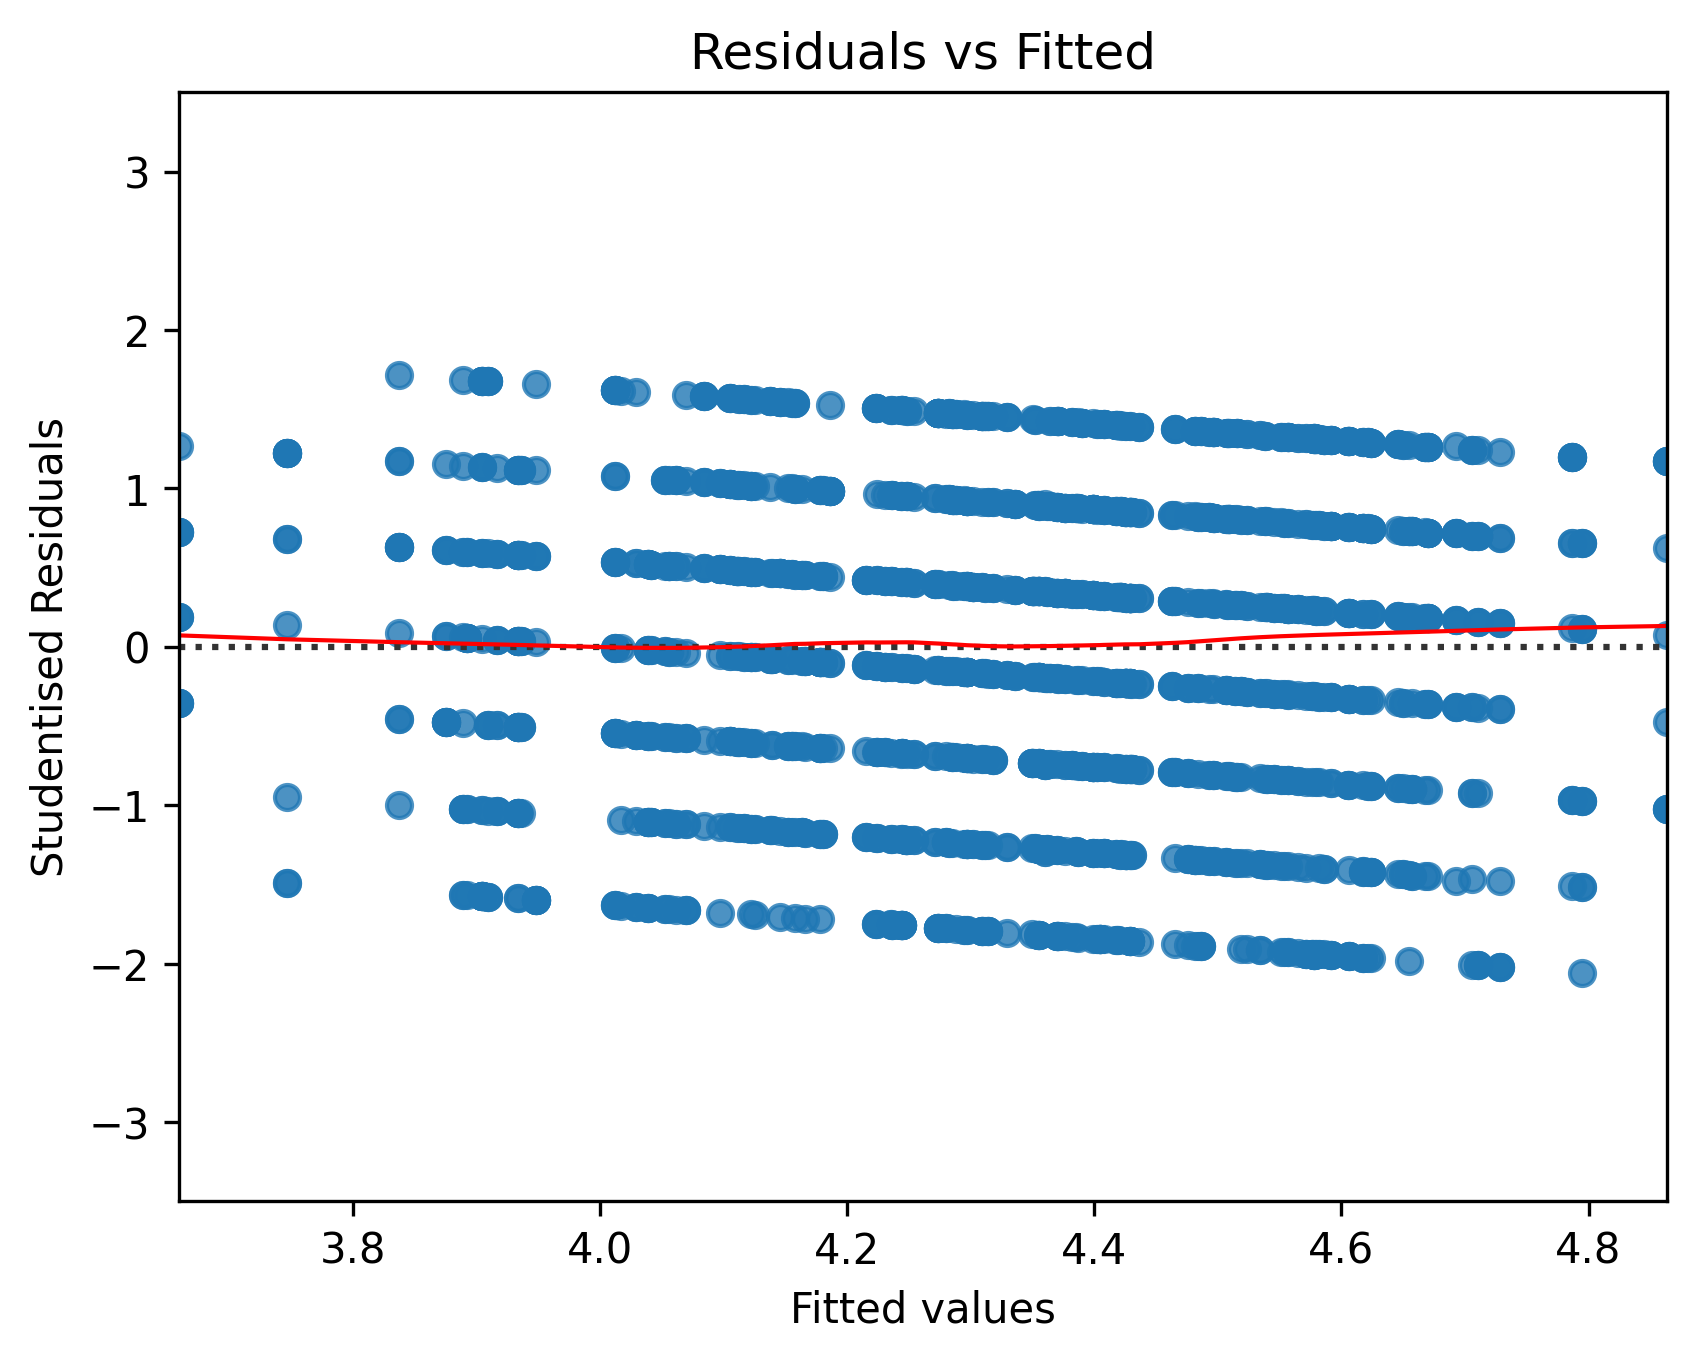 Residuals vs Fitted
3
2
1
0
−1
−2
−3
Studentised Residuals
3.8 4.0 4.2 4.4 4.6 4.8
Fitted values